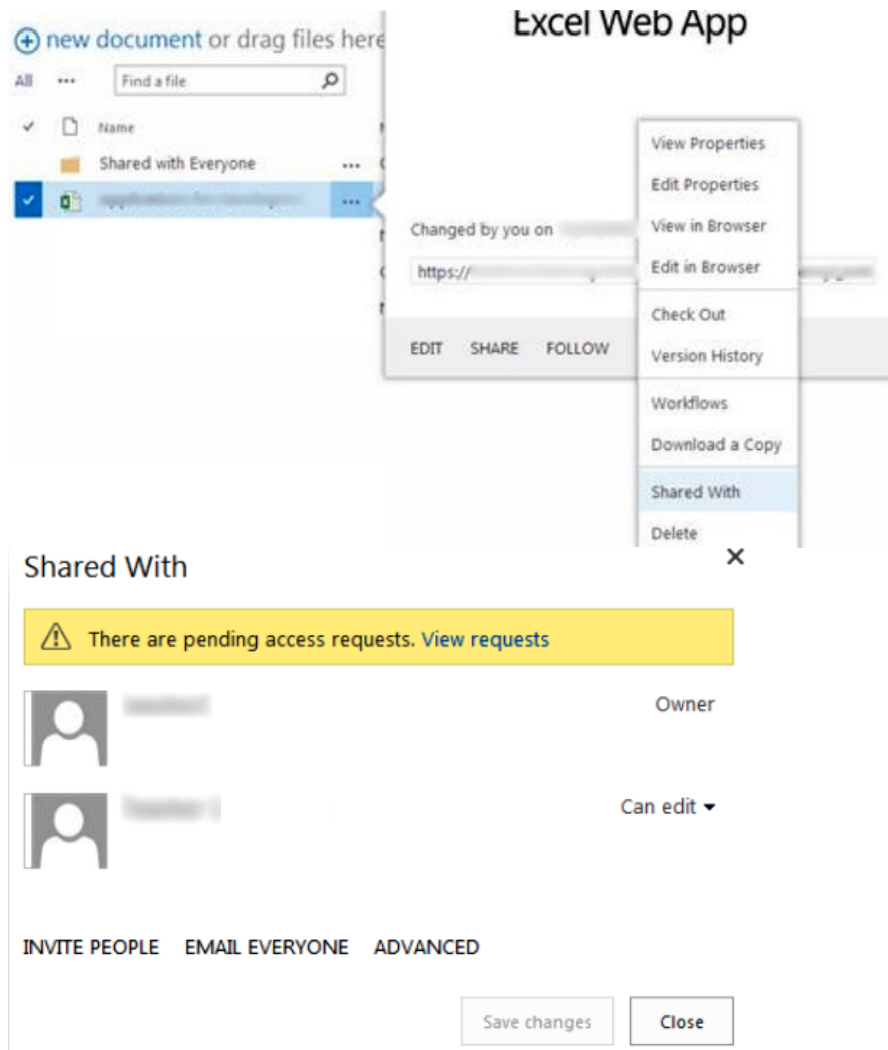 Excel Web App
new document or drag files here
All ... Find a file
Name
Shared with Everyone ...
...
Changed by you on
https://
EDIT SHARE FOLLOW
View Properties
Edit Properties
View in Browser
Edit in Browser
Check Out
Version History
Workflows
Download a Copy
Shared With
Delete
Shared With
There are pending access requests. View requests
Owner
Can edit
INVITE PEOPLE EMAIL EVERYONE ADVANCED
Save changes Close